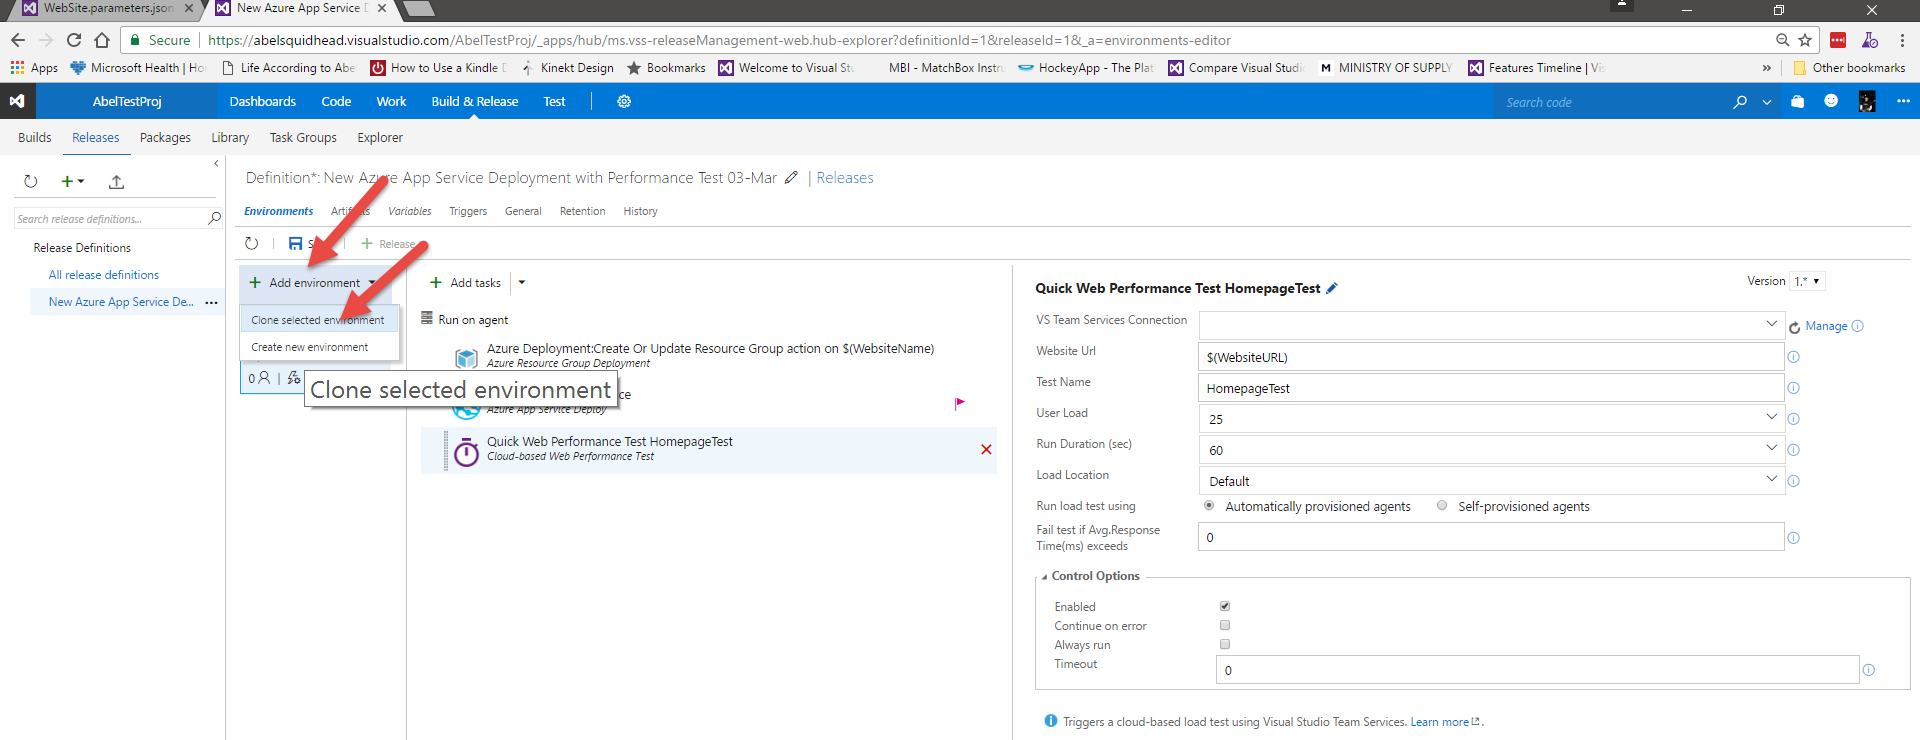 WebSite.parameters.json
New Azure App Service D
Secure
https://abelsquidhead.visualstudio.com/AbelTestProj/_apps/hub/ms.vss-releaseManagement-web.hub-explorer?definitionId=1&releaseId=1&_a=environments-editor
Apps
Microsoft Health | Ho
Life According to Abe
How to Use a Kindle D
Kinekt Design
Bookmarks
Welcome to Visual Stu
MBI - MatchBox Instru
HockeyApp - The Plat
Compare Visual Studio
MINISTRY OF SUPPLY
Features Timeline | Vis
»
Other bookmarks
AbelTestProj
Dashboards
Code
Work
Build & Release
Test
Search code
Builds
Releases
Packages
Library
Task Groups
Explorer
Search release definitions...
Release Definitions
All release definitions
New Azure App Service De...
Definition*: New Azure App Service Deployment with Performance Test 03-Mar | Releases
Environments
Variables
Triggers
General
Retention
History
Release
Add environment
Clone selected environment
Create new environment
0
Clone selected environment
Add tasks
Run on agent
Azure Deployment:Create Or Update Resource Group action on $(WebsiteName)
Azure Resource Group Deployment
Azure App Service Deploy
Quick Web Performance Test HomepageTest
Cloud-based Web Performance Test
Quick Web Performance Test HomepageTest
Version 1.*
VS Team Services Connection
Manage
Website Url
$(WebsiteURL)
Test Name
HomepageTest
User Load
25
Run Duration (sec)
60
Load Location
Default
Run load test using
Automatically provisioned agents
Self-provisioned agents
Fail test if Avg.Response
Time(ms) exceeds
0
Control Options
Enabled
Continue on error
Always run
Timeout
0
Triggers a cloud-based load test using Visual Studio Team Services. Learn more.